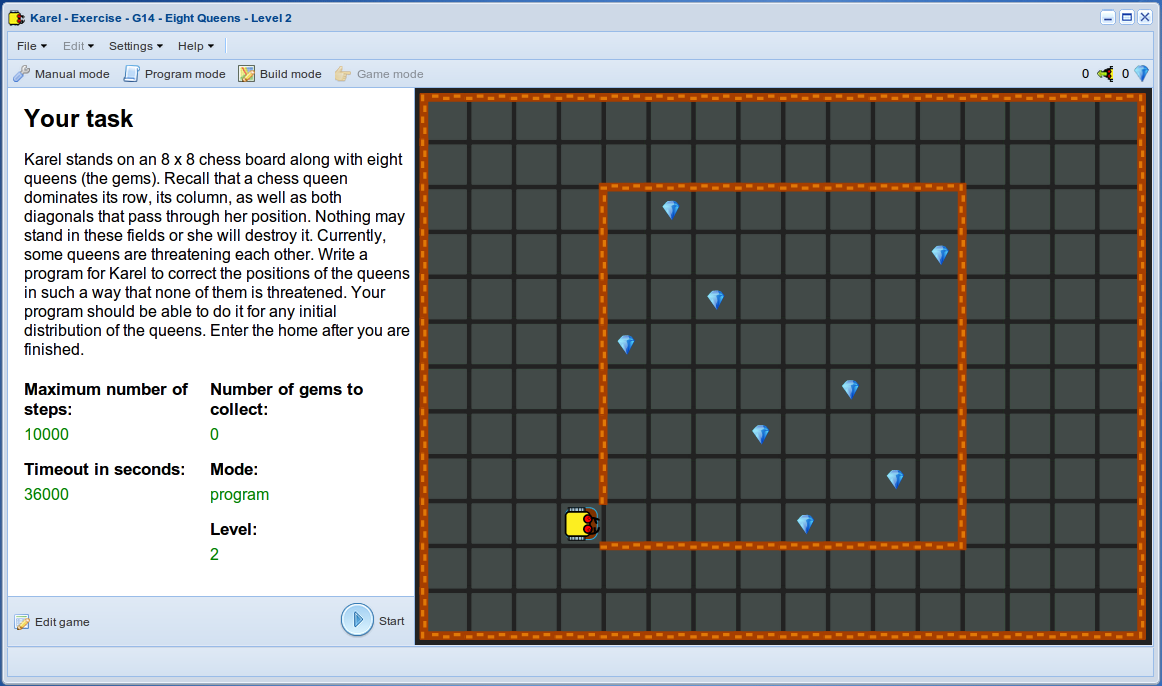 Karel - Exercise - G14 - Eight Queens - Level 2
File Edit Settings Help
Manual mode Program mode Build mode Game mode 0 0
Your task
Karel stands on an 8 x 8 chess board along with eight
queens (the gems). Recall that a chess queen
dominates its row, its column, as well as both
diagonals that pass through her position. Nothing may
stand in these fields or she will destroy it. Currently,
some queens are threatening each other. Write a
program for Karel to correct the positions of the queens
in such a way that none of them is threatened. Your
program should be able to do it for any initial
distribution of the queens. Enter the home after you are
finished.
Maximum number of
steps:
10000
Number of gems to
collect:
0
Timeout in seconds:
36000
Mode:
program
Level:
2
Edit game
Start